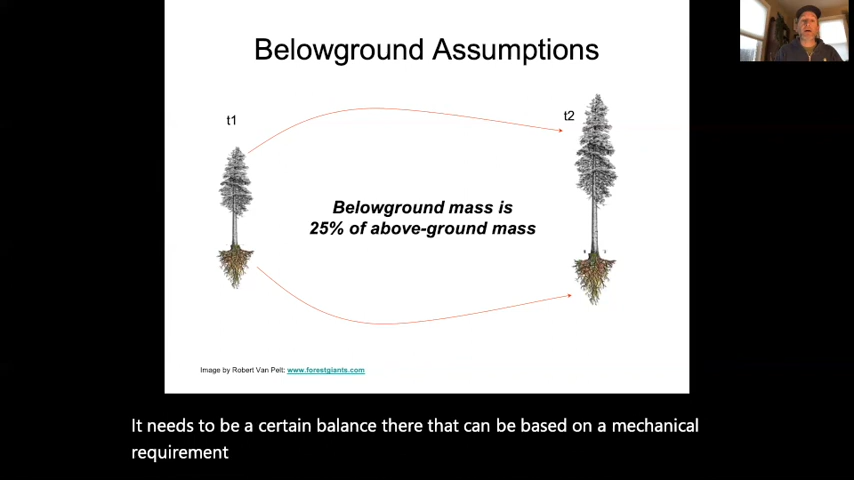 Belowground Assumptions
t1
t2
Belowground mass is
25% of above-ground mass
Image by Robert Van Pelt: www.forestgiants.com
It needs to be a certain balance there that can be based on a mechanical
requirement